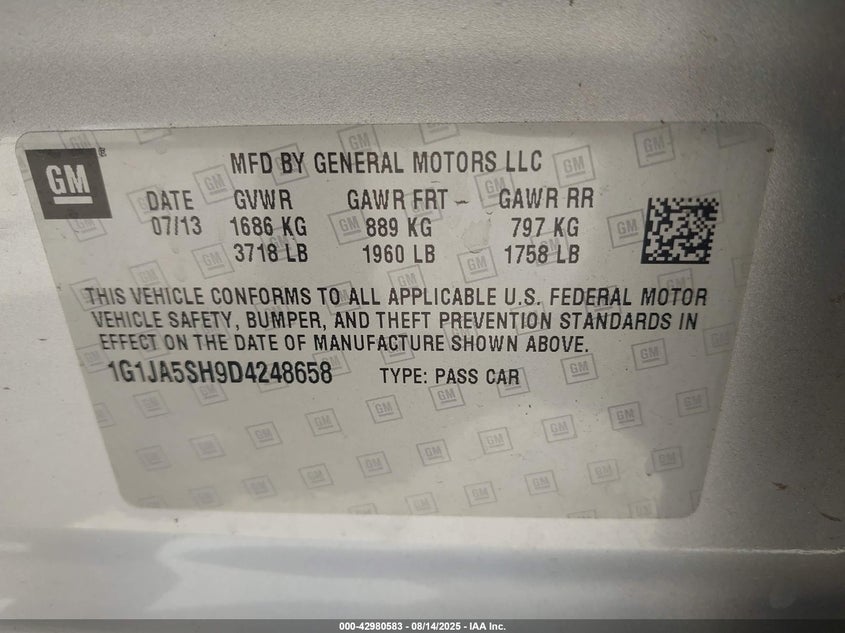 GM
MFD BY GENERAL MOTORS LLC
DATE GVWR GAWR FRT GAWR RR
07/13 1686 KG 889 KG 797 KG
3718 LB 1960 LB 1758 LB
THIS VEHICLE CONFORMS TO ALL APPLICABLE U.S. FEDERAL MOTOR
VEHICLE SAFETY, BUMPER, AND THEFT PREVENTION STANDARDS IN
EFFECT ON THE DATE OF MANUFACTURE SHOWN ABOVE.
1G1JA5SH9D4248658 TYPE: PASS CAR
000-42980583 - 08/14/2025 - IAA Inc.